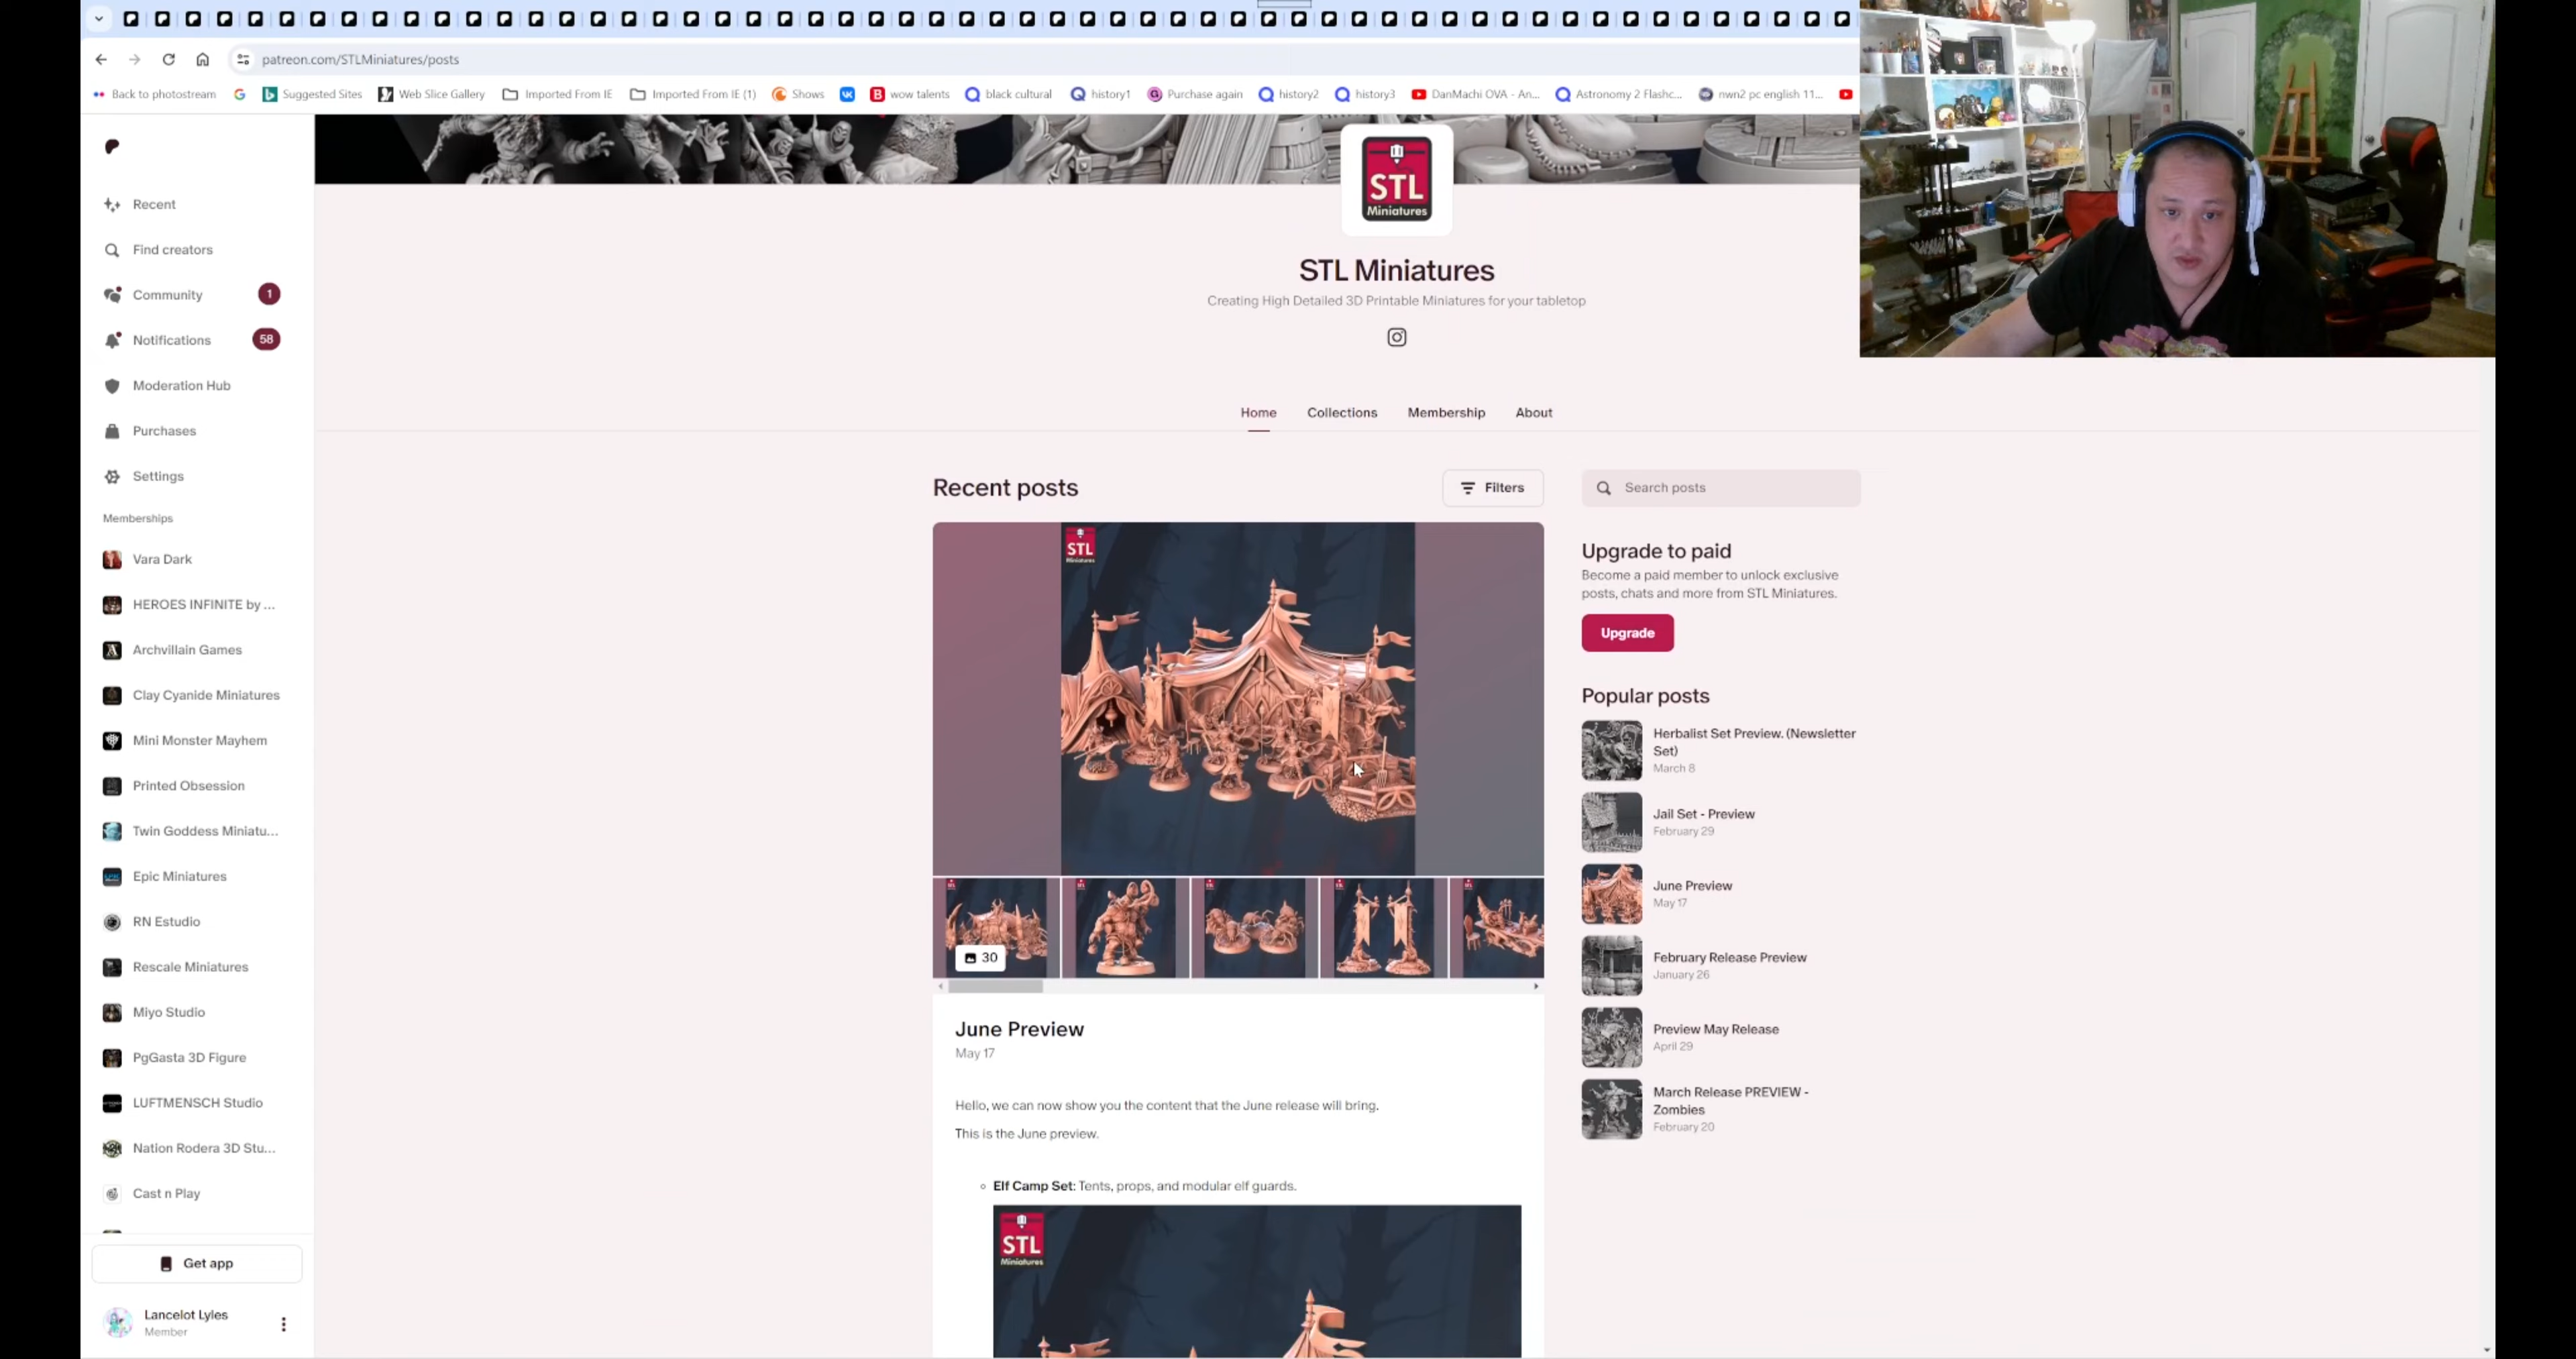 patreon.com/STLMiniatures/posts
Back to photostream
Suggested Sites
Web Slice Gallery
Imported From IE
Imported From IE (1)
Shows
wow talents
black cultural
history1
Purchase again
history2
history3
DanMachi OVA - An...
Astronomy 2 Flashc...
nwn2 pc english 11...
Recent
Find creators
Community
1
Notifications
58
Moderation Hub
Purchases
Settings
Memberships
Vara Dark
HEROES INFINITE by ...
Archvillain Games
Clay Cyanide Miniatures
Mini Monster Mayhem
Printed Obsession
Twin Goddess Miniatu...
Epic Miniatures
RN Estudio
Rescale Miniatures
Miyo Studio
PgGasta 3D Figure
LUFTMENSCH Studio
Nation Rodera 3D Stu...
Cast n Play
Get app
Lancelot Lyles
Member
STL
Miniatures
STL Miniatures
Creating High Detailed 3D Printable Miniatures for your tabletop
Home
Collections
Membership
About
Recent posts
Filters
STL
Miniatures
30
June Preview
May 17
Hello, we can now show you the content that the June release will bring.
This is the June preview.
Elf Camp Set: Tents, props, and modular elf guards.
STL
Miniatures
Search posts
Upgrade to paid
Become a paid member to unlock exclusive
posts, chats and more from STL Miniatures.
Upgrade
Popular posts
Herbalist Set Preview. (Newsletter
Set)
March 8
Jail Set - Preview
February 29
June Preview
May 17
February Release Preview
January 26
Preview May Release
April 29
March Release PREVIEW -
Zombies
February 20